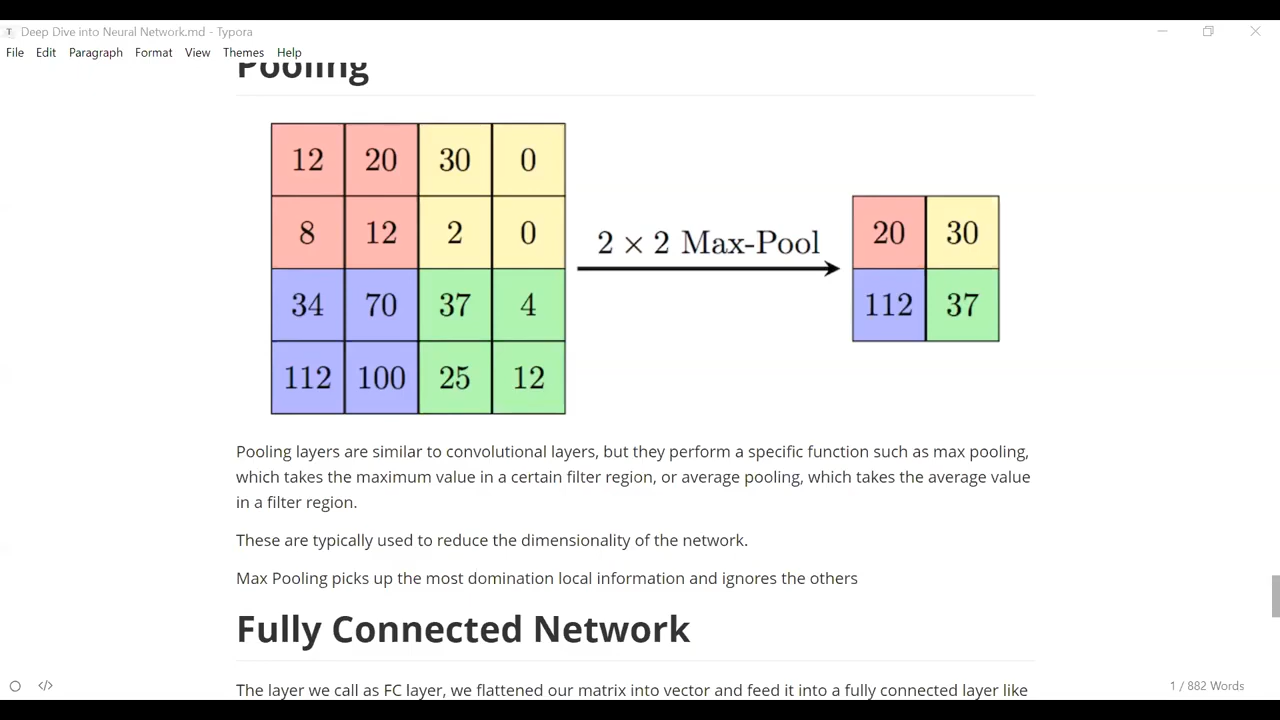 Deep Dive into Neural Network.md - Typora
File Edit Paragraph Format View Themes Help
Pooling
12 20 30 0
8 12 2 0
34 70 37 4
112 100 25 12
2 × 2 Max-Pool
20 30
112 37
Pooling layers are similar to convolutional layers, but they perform a specific function such as max pooling,
which takes the maximum value in a certain filter region, or average pooling, which takes the average value
in a filter region.
These are typically used to reduce the dimensionality of the network.
Max Pooling picks up the most domination local information and ignores the others
Fully Connected Network
The layer we call as FC layer, we flattened our matrix into vector and feed it into a fully connected layer like
1 / 882 Words